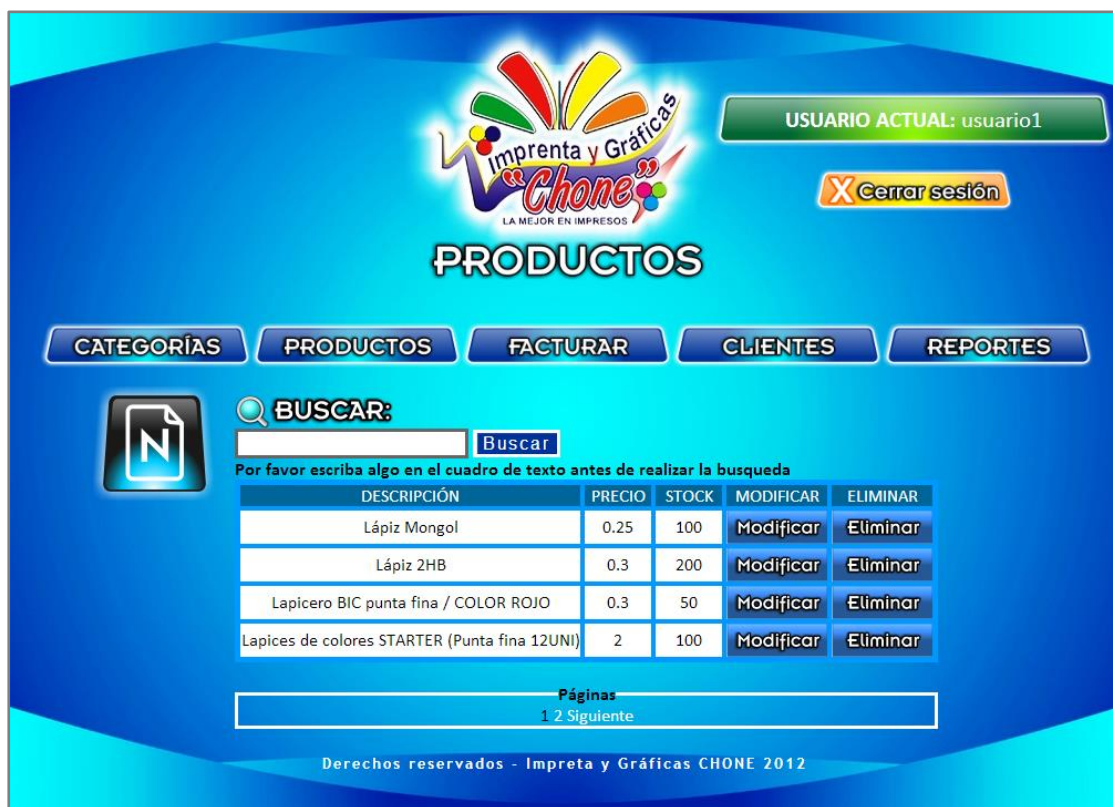 imprenta y Gráficas
"Chone"
LA MEJOR EN IMPRESOS
USUARIO ACTUAL: usuario1
X Cerrar sesión
PRODUCTOS
CATEGORÍAS PRODUCTOS FACTURAR CLIENTES REPORTES
N
BUSCAR:
Buscar
Por favor escriba algo en el cuadro de texto antes de realizar la busqueda
DESCRIPCIÓN PRECIO STOCK MODIFICAR ELIMINAR
Lápiz Mongol 0.25 100 Modificar Eliminar
Lápiz 2HB 0.3 200 Modificar Eliminar
Lapicero BIC punta fina / COLOR ROJO 0.3 50 Modificar Eliminar
Lapices de colores STARTER (Punta fina 12UNI) 2 100 Modificar Eliminar
Páginas
1 2 Siguiente
Derechos reservados - Impreta y Gráficas CHONE 2012